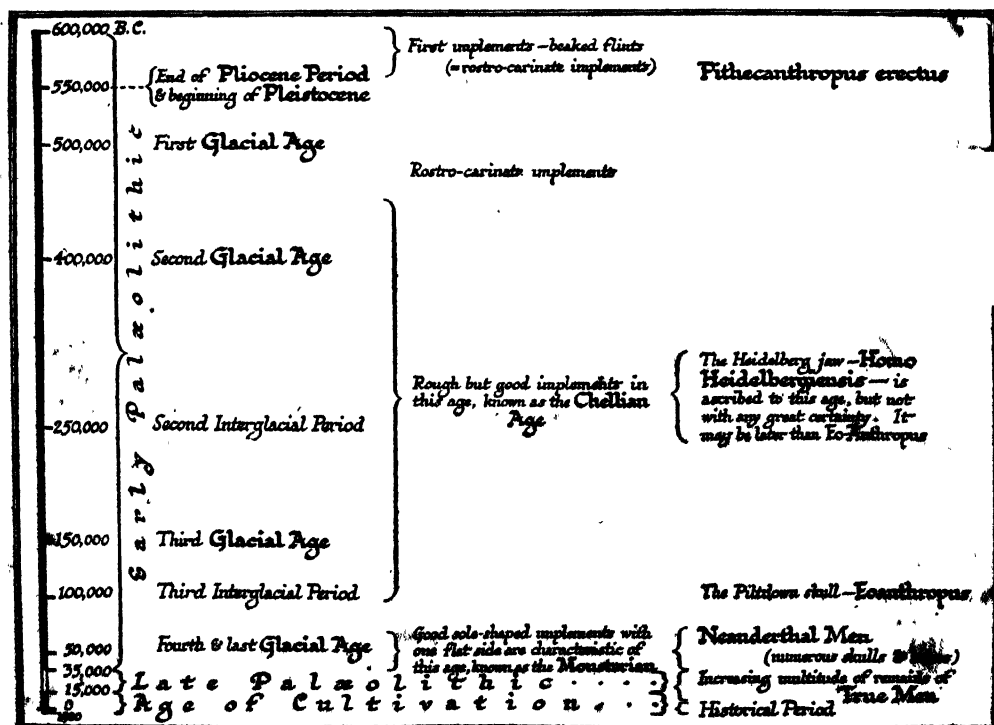 600,000 B.C.
First implements – beaked flints
(= rostro-carinate implements)
End of Pliocene Period
& beginning of Pleistocene
Pithecanthropus erectus
550,000
500,000
First Glacial Age
Rostro-carinate implements
400,000
Second Glacial Age
Early Palæolithic
The Heidelberg jaw – Homo
Heidelbergensis — is
ascribed to this age, but not
with any great certainty. It
may be later than Eo-Anthropus
Rough but good implements in
this age, known as the Chellian
Age
250,000
Second Interglacial Period
150,000
Third Glacial Age
100,000
Third Interglacial Period
The Piltdown skull – Eoanthropus
50,000
Fourth & last Glacial Age
Good sole-shaped implements with
one flat side are characteristic of
this age, known as the Mousterian
Neanderthal Men
(numerous skulls &
35,000
Late Palæolithic . . . .
Increasing multitude of remains of
True Men
15,000
Age of Cultivation . . .
Historical Period
0